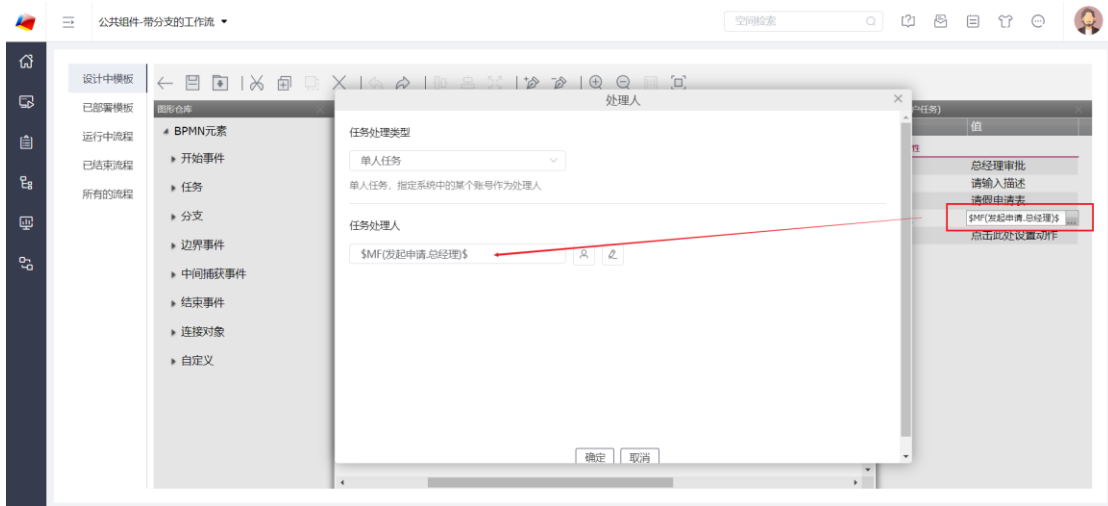 公共组件-带分支的工作流
空间检索
设计中模板
已部署模板
运行中流程
已结束流程
所有的流程
图形仓库
BPMN元素
开始事件
任务
分支
边界事件
中间捕获事件
结束事件
连接对象
自定义
处理人
任务处理类型
单人任务
单人任务，指定系统中的某个账号作为处理人
任务处理人
$MF(发起申请.总经理)$
确定
取消
户任务)
值
性
总经理审批
请输入描述
请假申请表
$MF(发起申请.总经理)$
点击此处设置动作